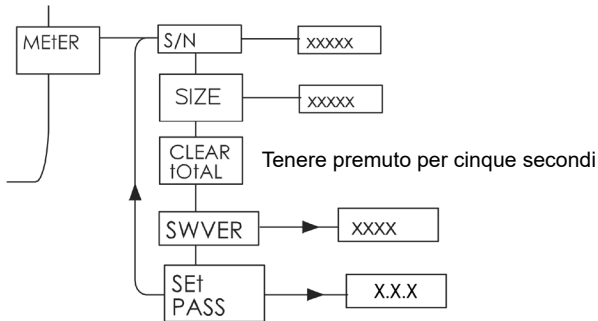 MEtER
S/N
xxxxx
SIZE
xxxxx
CLEAR
tOtAL
Tenere premuto per cinque secondi
SWVER
xxxx
SEt
PASS
X.X.X